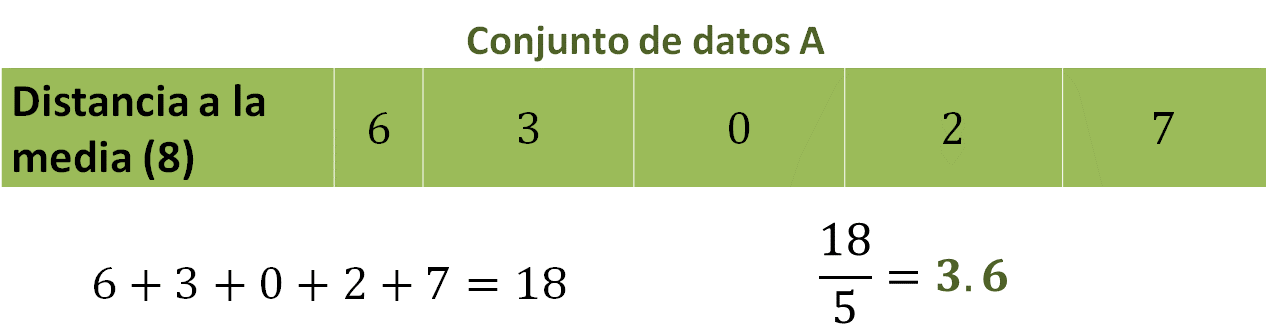 Conjunto de datos A
Distancia a la
media (8)
6 3 0 2 7
6 + 3 + 0 + 2 + 7 = 18
18/5 = 3.6